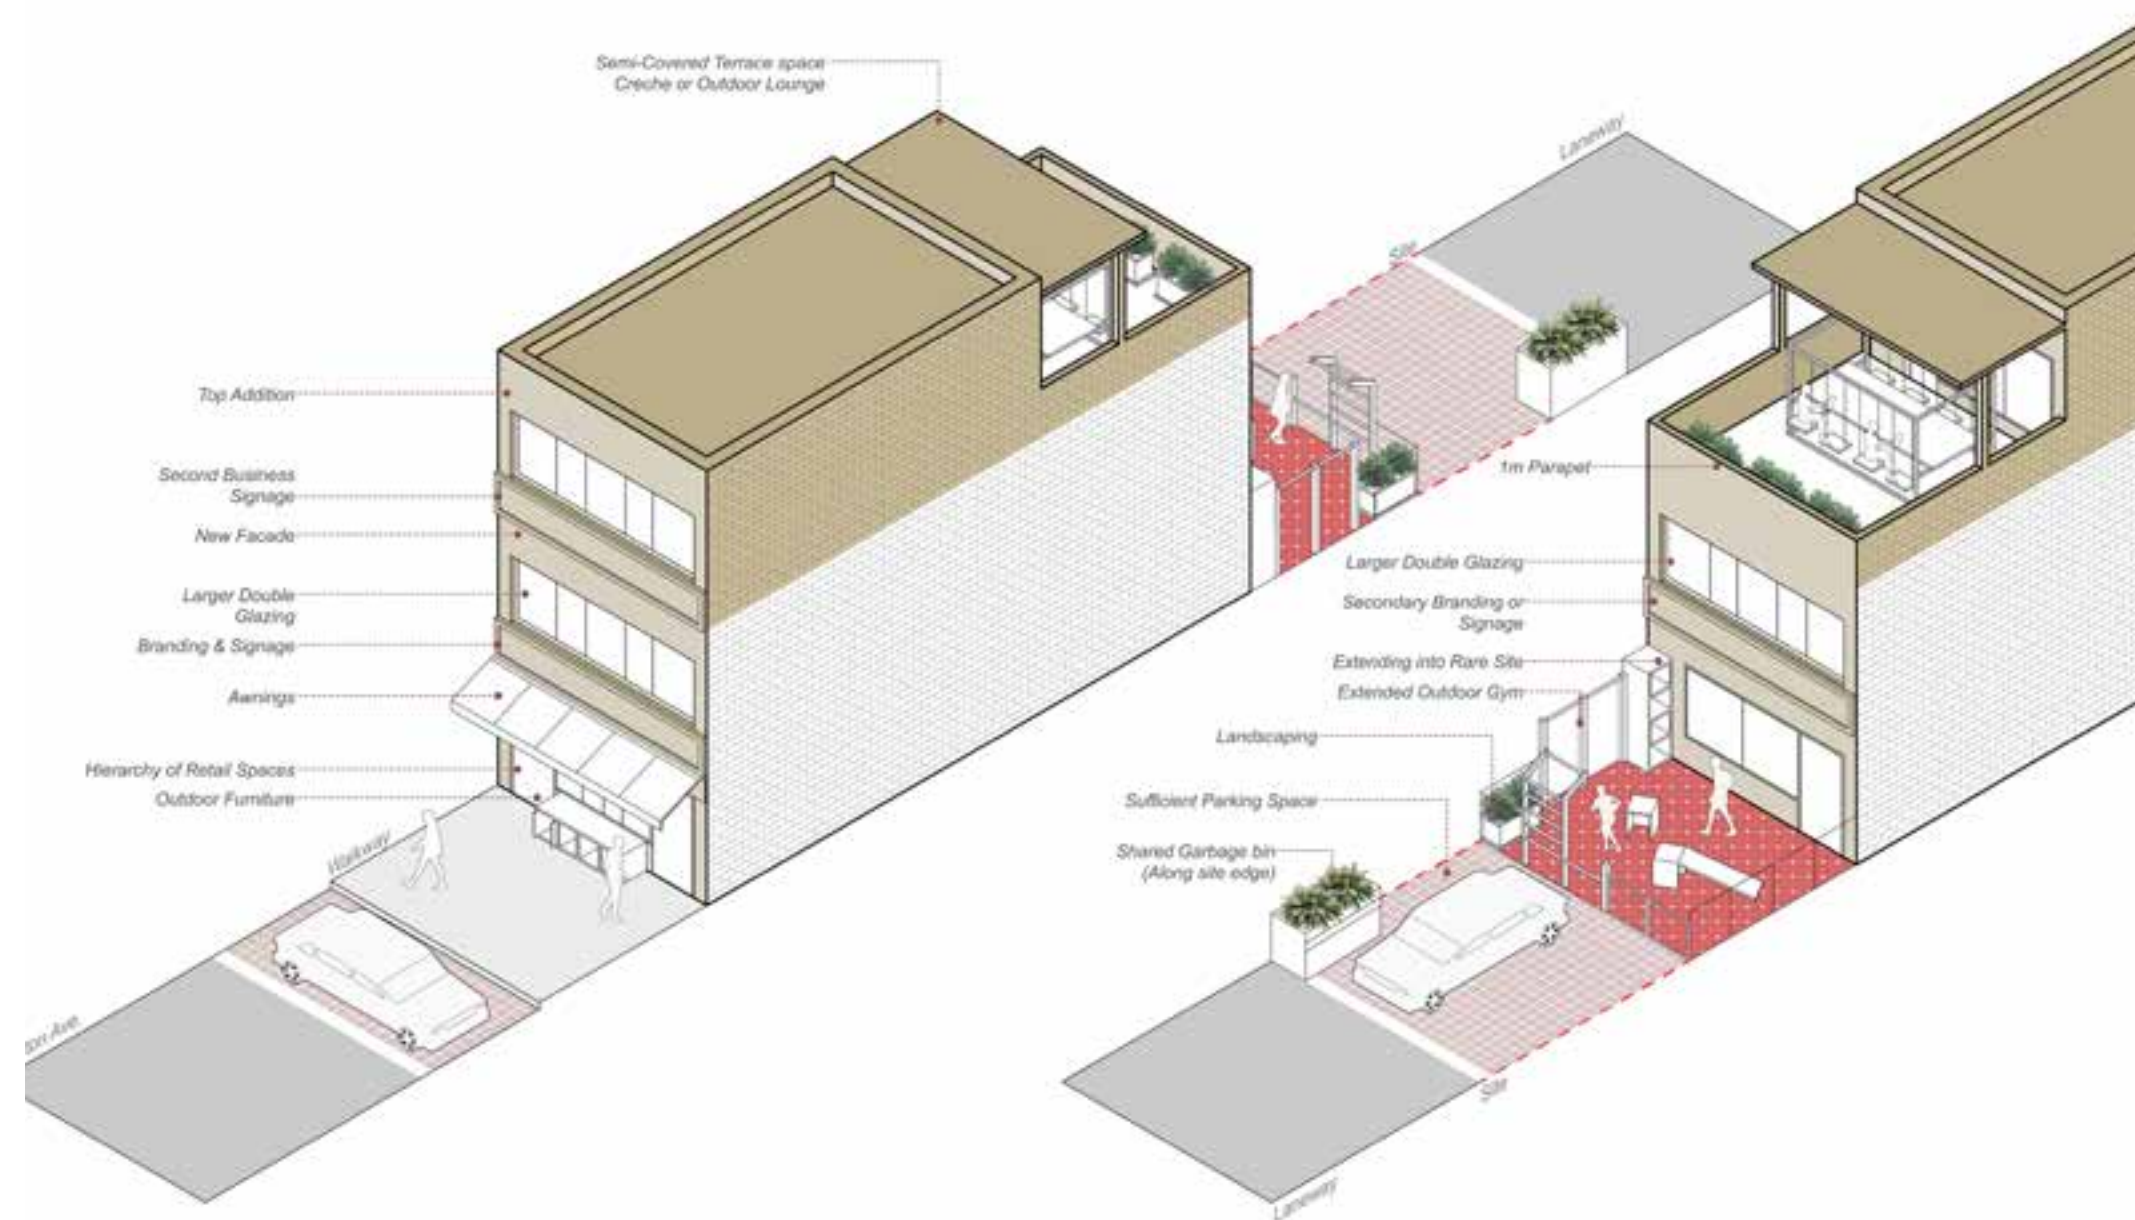 Semi-Covered Terrace space
Creche or Outdoor Lounge
Top Addition
Second Business
Signage
New Facade
Larger Double
Glazing
Branding & Signage
Awnings
Hierarchy of Retail Spaces
Outdoor Furniture
Walkway
ton Ave.
Laneway
Site
1m Parapet
Larger Double Glazing
Secondary Branding or
Signage
Extending into Rare Site
Extended Outdoor Gym
Landscaping
Sufficient Parking Space
Shared Garbage bin
(Along site edge)
Site
Laneway